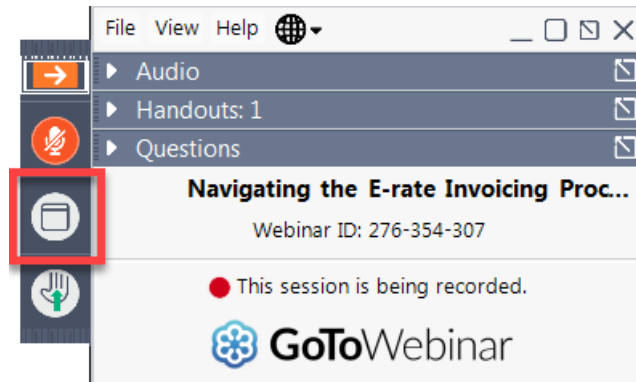 File View Help
Audio
Handouts: 1
Questions
Navigating the E-rate Invoicing Proc...
Webinar ID: 276-354-307
This session is being recorded.
GoToWebinar